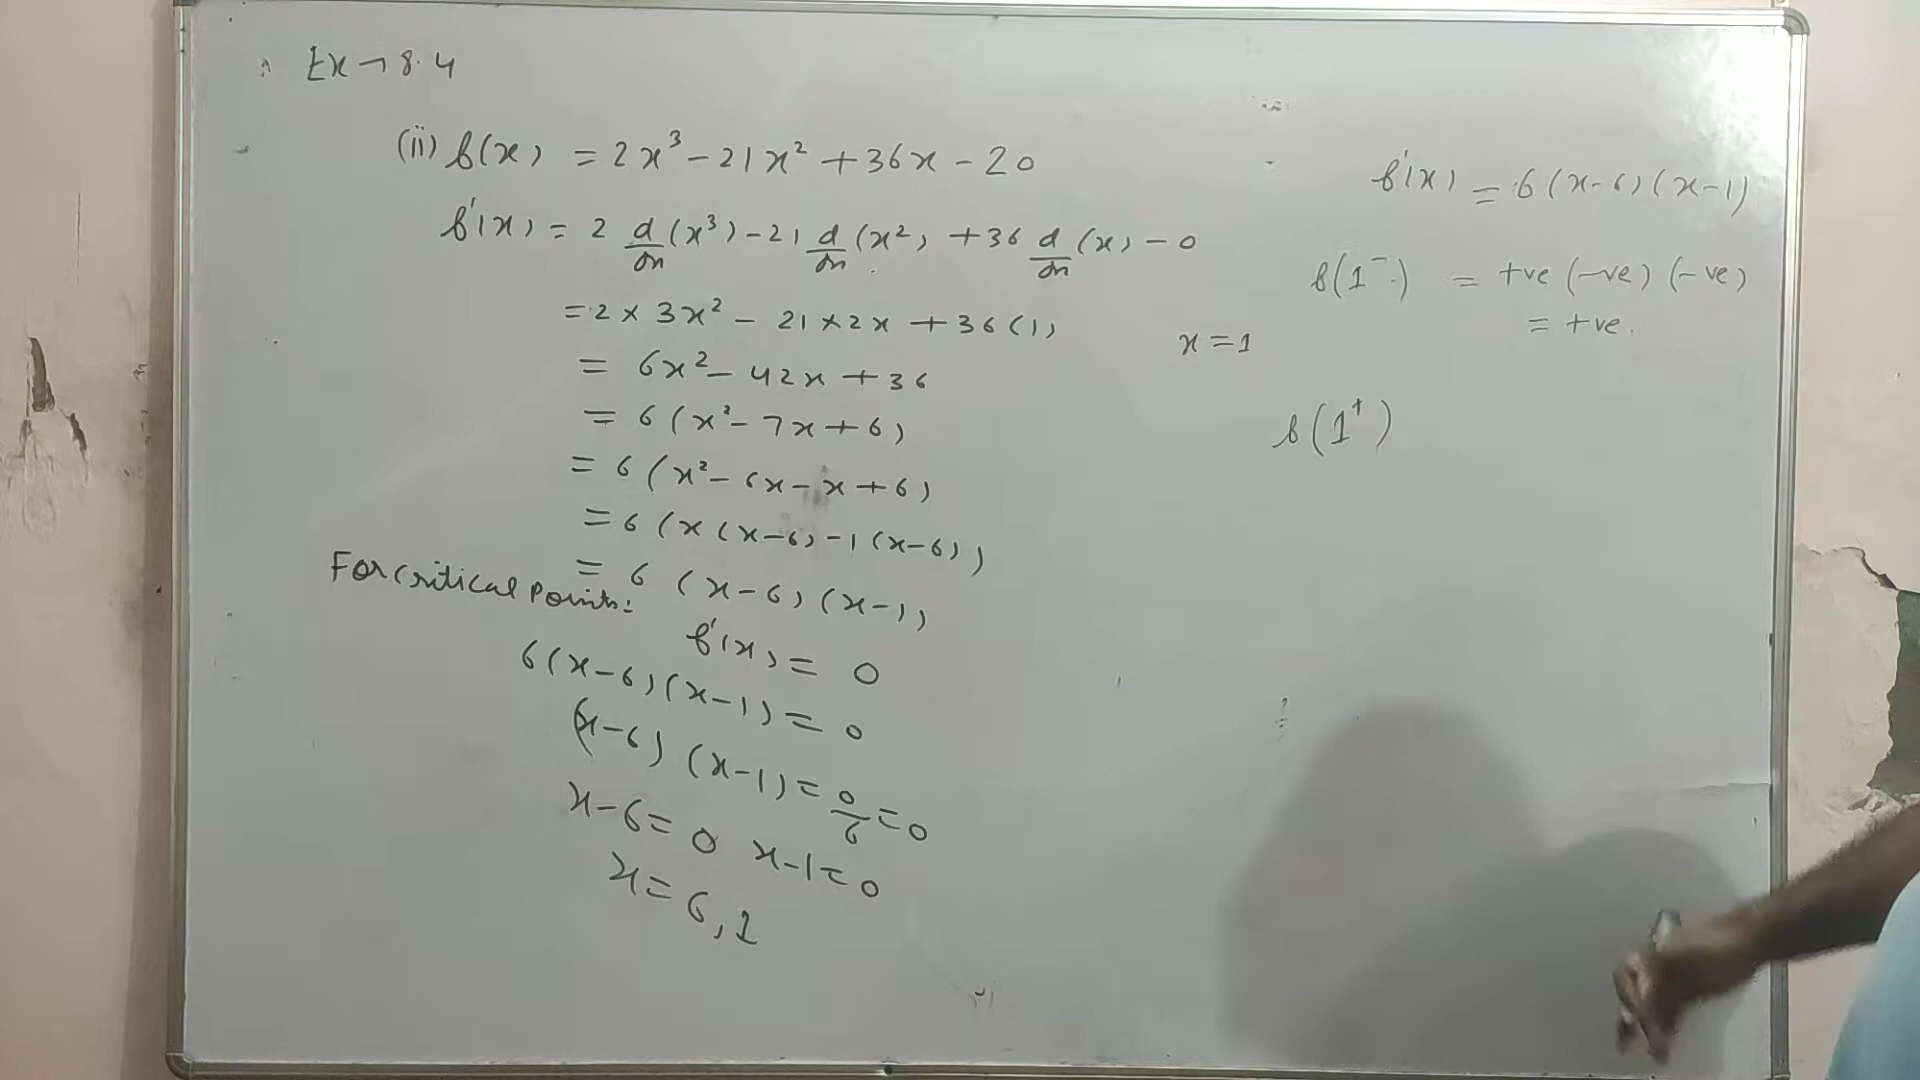 Ex → 8.4
(ii) f(x) = 2x³ - 21x² + 36x - 20
f'(x) = 2 d/dx (x³) - 21 d/dx (x²) + 36 d/dx (x) - 0
= 2 × 3x² - 21 × 2x + 36(1)
= 6x² - 42x + 36
= 6(x² - 7x + 6)
= 6(x² - 6x - x + 6)
= 6(x(x-6) - 1(x-6))
= 6(x-6)(x-1)
For critical points:
f'(x) = 0
6(x-6)(x-1) = 0
(x-6)(x-1) = 0/6 = 0
x-6 = 0 x-1 = 0
x = 6, 1
f'(x) = 6(x-6)(x-1)
f(1⁻) = +ve (-ve)(-ve)
= +ve.
x = 1
f(1⁺)